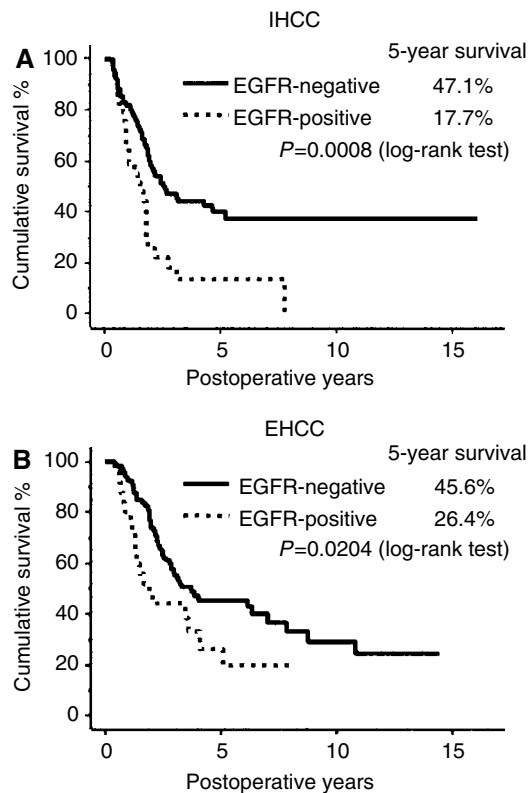 IHCC
A
5-year survival
EGFR-negative 47.1%
EGFR-positive 17.7%
P=0.0008 (log-rank test)
Cumulative survival %
100
80
60
40
20
0
0 5 10 15
Postoperative years
EHCC
B
5-year survival
EGFR-negative 45.6%
EGFR-positive 26.4%
P=0.0204 (log-rank test)
Cumulative survival %
100
80
60
40
20
0
0 5 10 15
Postoperative years